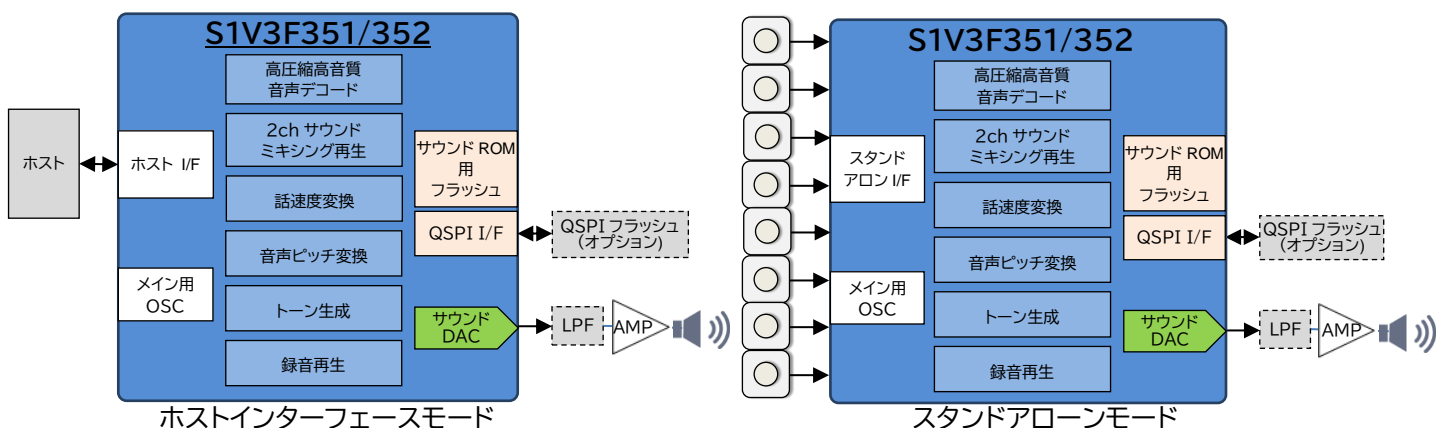 S1V3F351/352
高圧縮高音質
音声デコード
2ch サウンド
ミキシング再生
話速度変換
音声ピッチ変換
トーン生成
録音再生
ホスト
ホスト I/F
メイン用
OSC
サウンド ROM
用
フラッシュ
QSPI I/F
QSPI フラッシュ
(オプション)
サウンド
DAC
LPF
AMP
ホストインターフェースモード
S1V3F351/352
高圧縮高音質
音声デコード
2ch サウンド
ミキシング再生
話速度変換
音声ピッチ変換
トーン生成
録音再生
スタンド
アロン I/F
メイン用
OSC
サウンド ROM
用
フラッシュ
QSPI I/F
QSPI フラッシュ
(オプション)
サウンド
DAC
LPF
AMP
スタンドアローンモード